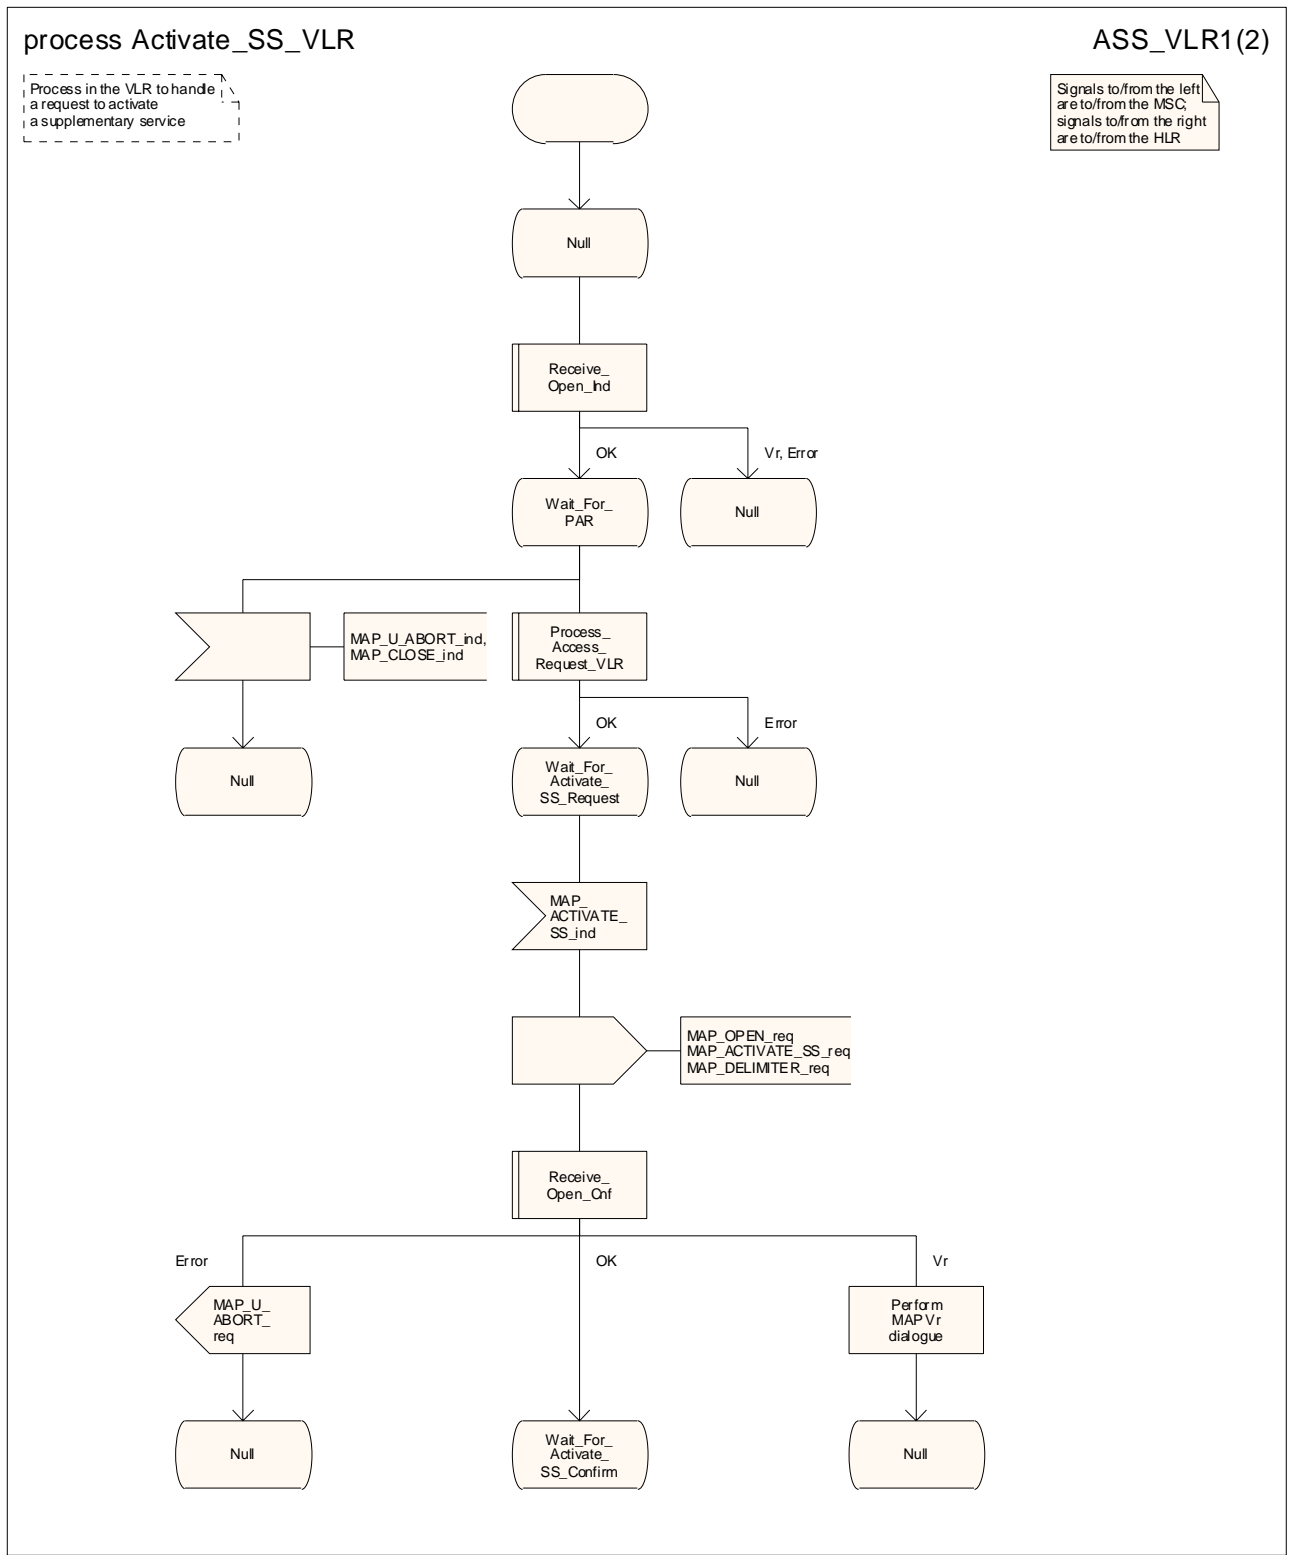 process Activate_SS_VLR
ASS_VLR1(2)
Process in the VLR to handle
a request to activate
a supplementary service
Signals to/from the left
are to/from the MSC;
signals to/from the right
are to/from the HLR
Null
Receive_
Open_Ind
OK
Vr, Error
Wait_For_
PAR
Null
MAP_U_ABORT_ind,
MAP_CLOSE_ind
Process_
Access_
Request_VLR
OK
Error
Null
Wait_For_
Activate_
SS_Request
Null
MAP_
ACTIVATE_
SS_ind
MAP_OPEN_req
MAP_ACTIVATE_SS_req
MAP_DELIMITER_req
Receive_
Open_Cnf
Error
OK
Vr
MAP_U_
ABORT_
req
Perform
MAP Vr
dialogue
Null
Wait_For_
Activate_
SS_Confirm
Null